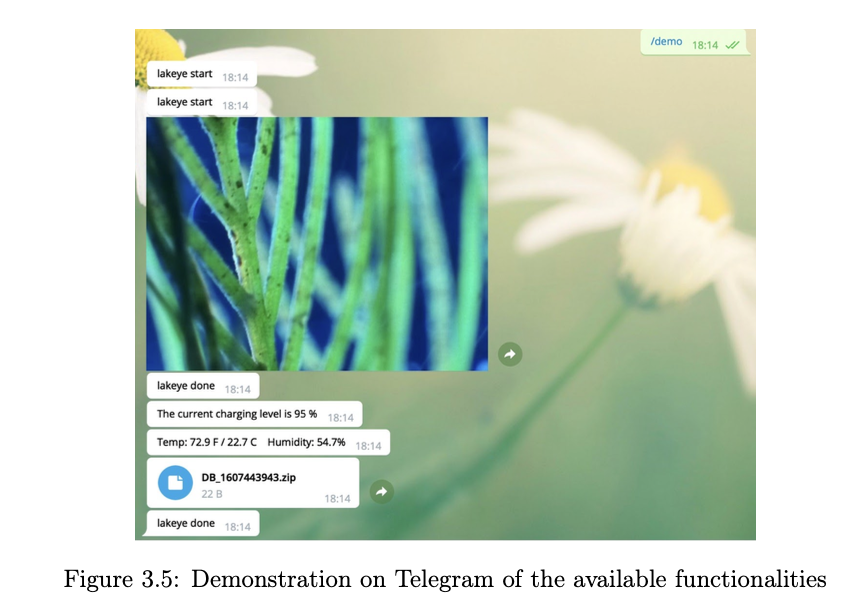 /demo 18:14
lakeye start 18:14
lakeye start 18:14
lakeye done 18:14
The current charging level is 95 % 18:14
Temp: 72.9 F / 22.7 C Humidity: 54.7% 18:14
DB_1607443943.zip
22 B 18:14
lakeye done 18:14
Figure 3.5: Demonstration on Telegram of the available functionalities